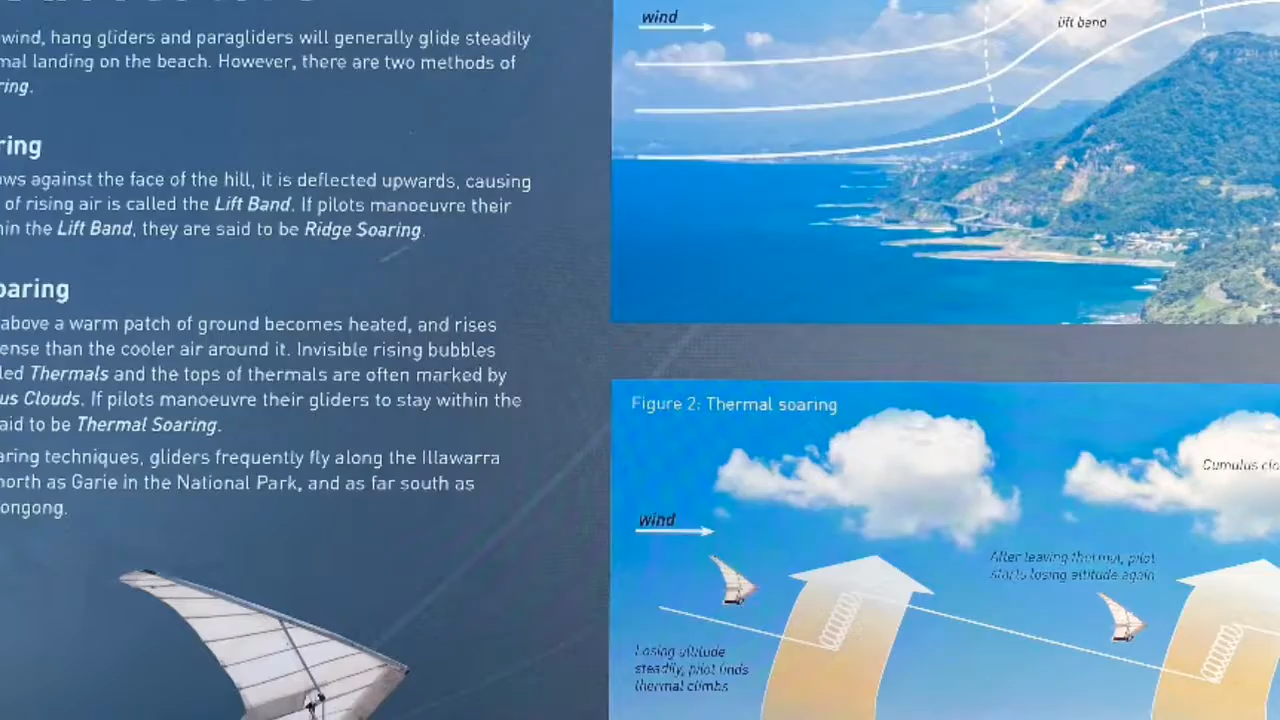 wind, hang gliders and paragliders will generally glide steadily
mal landing on the beach. However, there are two methods of
ring.
ring
ows against the face of the hill, it is deflected upwards, causing
of rising air is called the Lift Band. If pilots manoeuvre their
hin the Lift Band, they are said to be Ridge Soaring.
oaring
above a warm patch of ground becomes heated, and rises
ense than the cooler air around it. Invisible rising bubbles
led Thermals and the tops of thermals are often marked by
us Clouds. If pilots manoeuvre their gliders to stay within the
aid to be Thermal Soaring.
aring techniques, gliders frequently fly along the Illawarra
north as Garie in the National Park, and as far south as
ongong.
wind
lift band
Figure 2: Thermal soaring
Cumulus clo
wind
After leaving thermal, pilot
starts losing altitude again
Losing altitude
steadily, pilot finds
thermal climbs